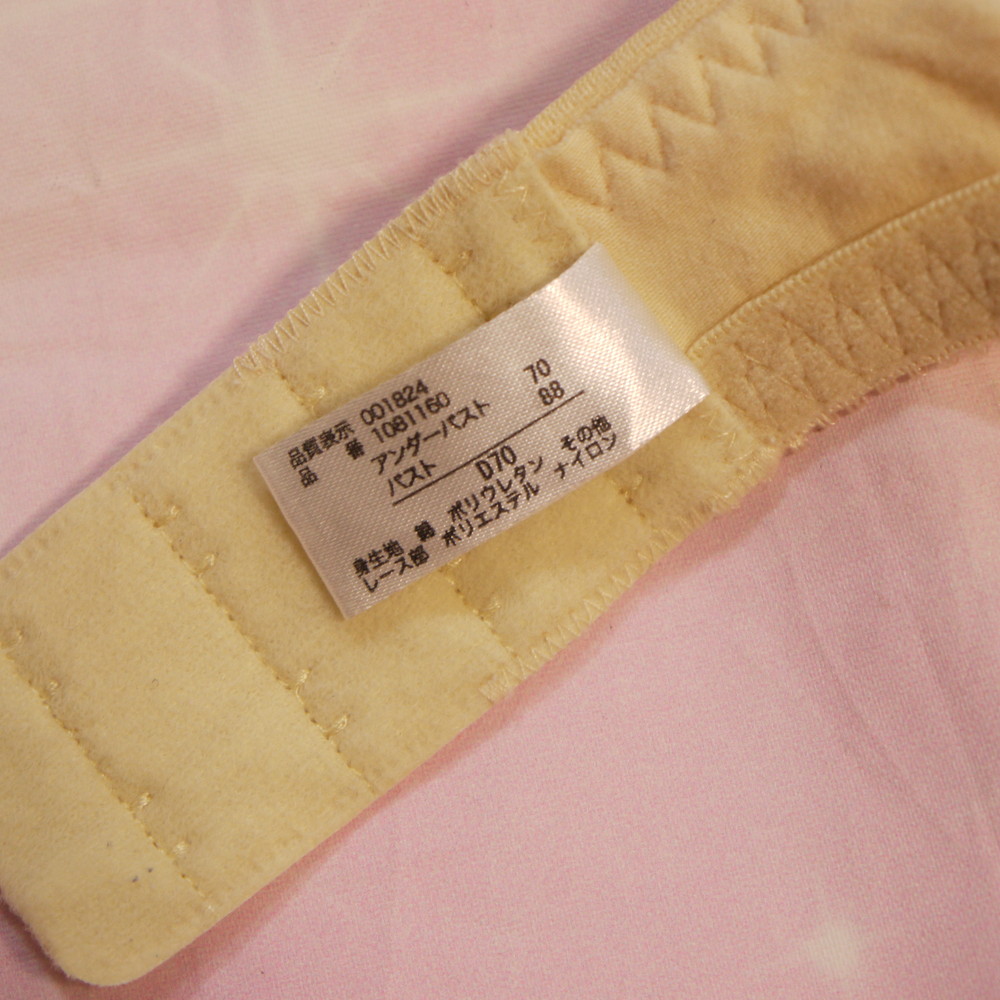 品質表示 001824
品 番 1081160
アンダーバスト 70
バスト 88
D70
身生地 綿 ポリウレタン その他
レース部 ポリエステル ナイロン